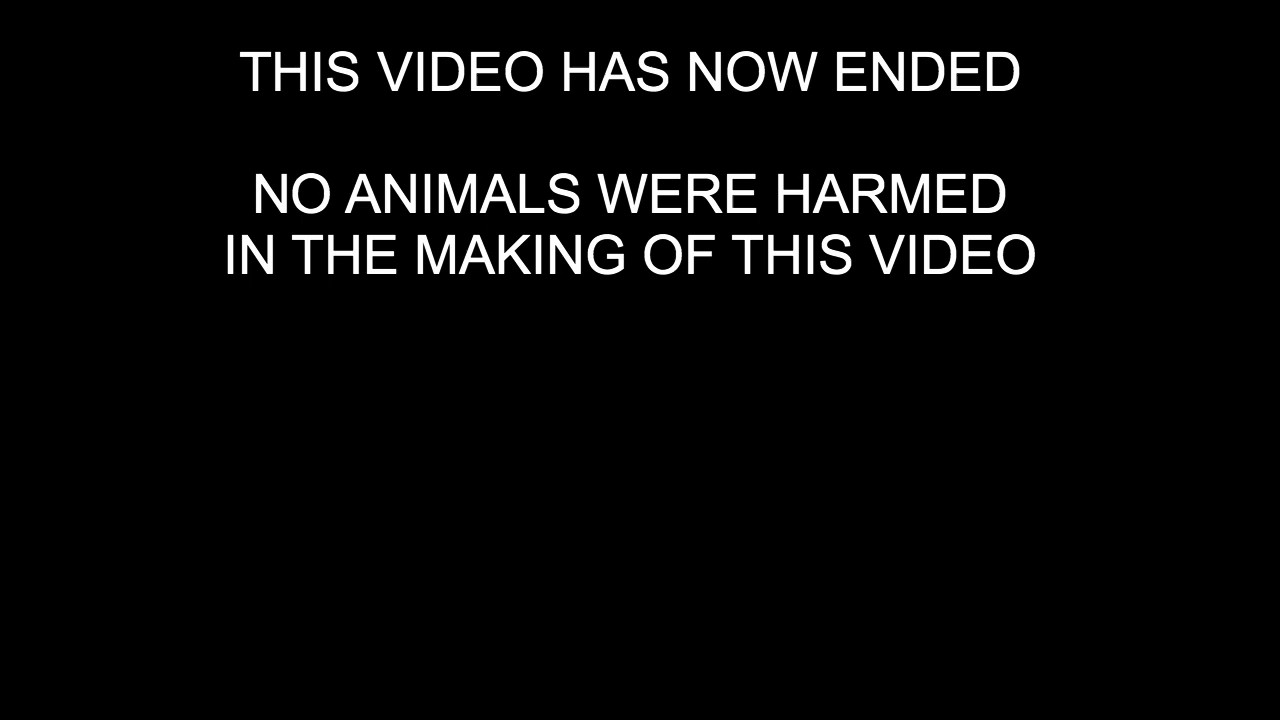 THIS VIDEO HAS NOW ENDED
NO ANIMALS WERE HARMED
IN THE MAKING OF THIS VIDEO